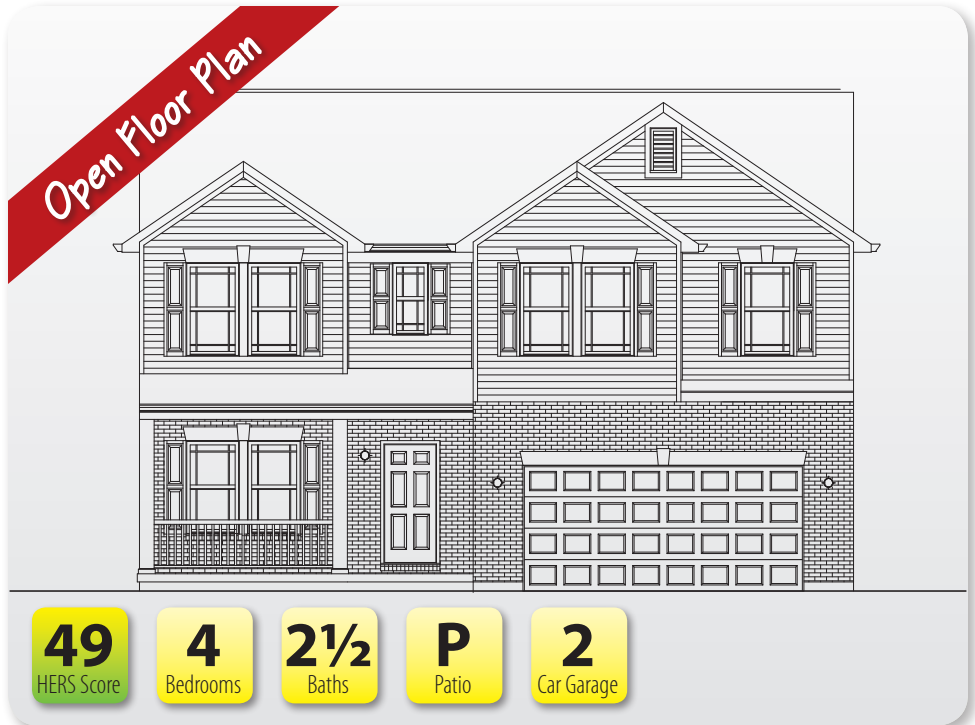 Open Floor Plan
49
HERS Score
4
Bedrooms
2½
Baths
P
Patio
2
Car Garage